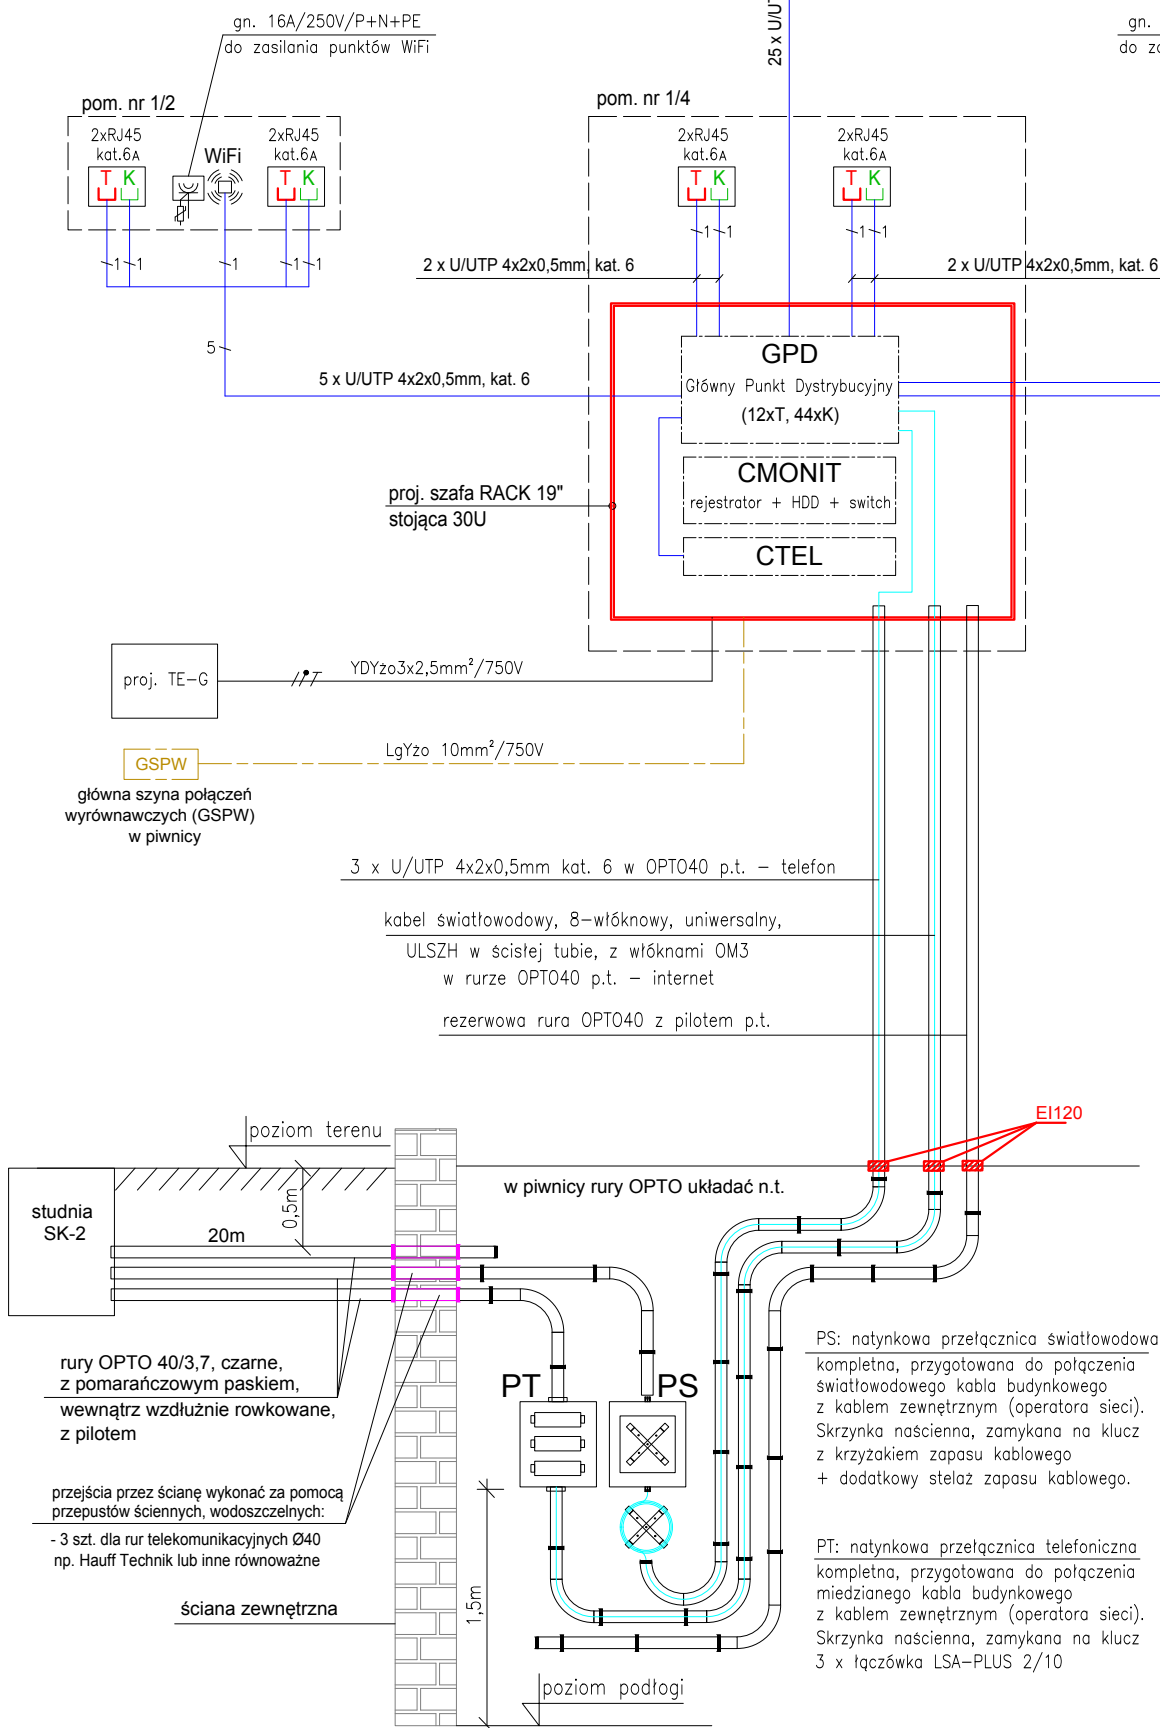 gn. 16A/250V/P+N+PE
do zasilania punktów WiFi
25 x U/U
gn.
do za
pom. nr 1/2
2xRJ45
kat.6A
WiFi
2xRJ45
kat.6A
T K
T K
1 1 1 1 1
5
5 x U/UTP 4x2x0,5mm, kat. 6
pom. nr 1/4
2xRJ45
kat.6A
2xRJ45
kat.6A
T K
T K
1 1
1 1
2 x U/UTP 4x2x0,5mm, kat. 6
2 x U/UTP 4x2x0,5mm, kat. 6
GPD
Główny Punkt Dystrybucyjny
(12xT, 44xK)
CMONIT
rejestrator + HDD + switch
CTEL
proj. szafa RACK 19"
stojąca 30U
proj. TE-G
YDYżo3x2,5mm²/750V
GSPW
LgYżo 10mm²/750V
główna szyna połączeń
wyrównawczych (GSPW)
w piwnicy
3 x U/UTP 4x2x0,5mm kat. 6 w OPTO40 p.t. - telefon
kabel światłowodowy, 8-włóknowy, uniwersalny,
ULSZH w ścisłej tubie, z włóknami OM3
w rurze OPTO40 p.t. - internet
rezerwowa rura OPTO40 z pilotem p.t.
EI120
poziom terenu
w piwnicy rury OPTO układać n.t.
studnia
SK-2
0,5m
20m
rury OPTO 40/3,7, czarne,
z pomarańczowym paskiem,
wewnątrz wzdłużnie rowkowane,
z pilotem
przejścia przez ścianę wykonać za pomocą
przepustów ściennych, wodoszczelnych:
- 3 szt. dla rur telekomunikacyjnych Ø40
np. Hauff Technik lub inne równoważne
ściana zewnętrzna
PT
PS
1,5m
poziom podłogi
PS: natynkowa przełącznica światłowodowa
kompletna, przygotowana do połączenia
światłowodowego kabla budynkowego
z kablem zewnętrznym (operatora sieci).
Skrzynka naścienna, zamykana na klucz
z krzyżakiem zapasu kablowego
+ dodatkowy stelaż zapasu kablowego.
PT: natynkowa przełącznica telefoniczna
kompletna, przygotowana do połączenia
miedzianego kabla budynkowego
z kablem zewnętrznym (operatora sieci).
Skrzynka naścienna, zamykana na klucz
3 x łączówka LSA-PLUS 2/10